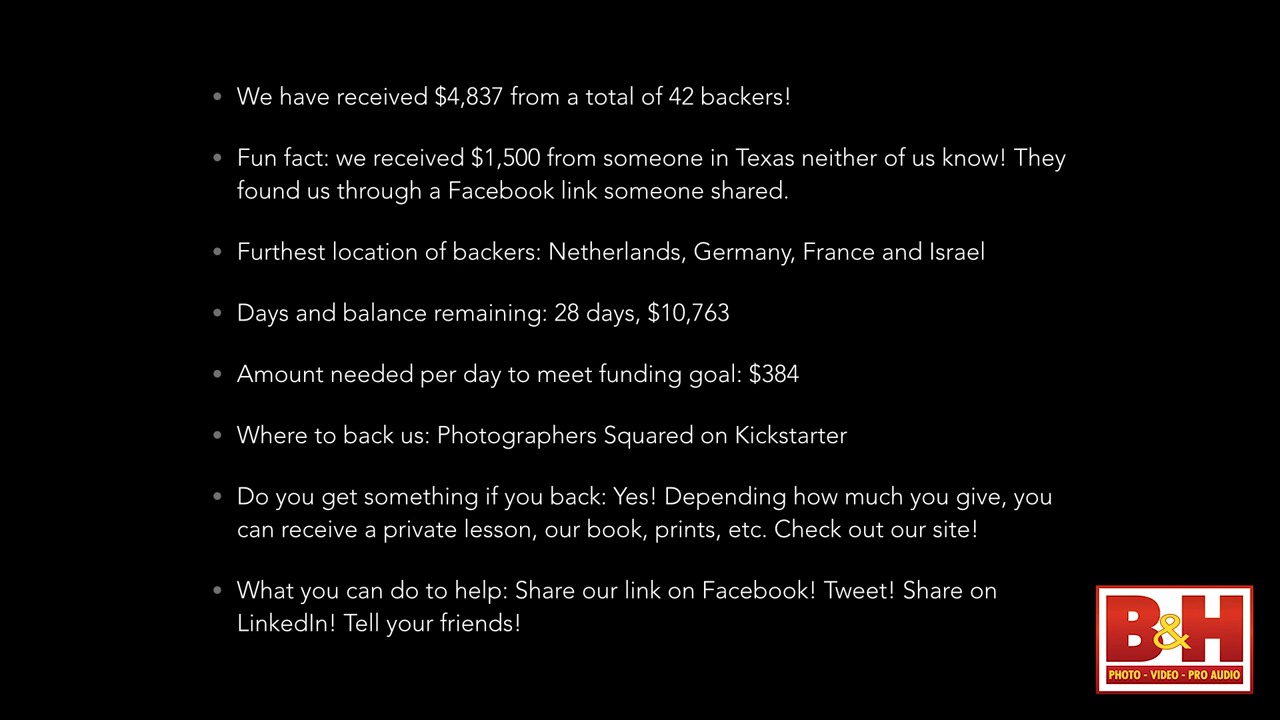 • We have received $4,837 from a total of 42 backers!
• Fun fact: we received $1,500 from someone in Texas neither of us know! They
found us through a Facebook link someone shared.
• Furthest location of backers: Netherlands, Germany, France and Israel
• Days and balance remaining: 28 days, $10,763
• Amount needed per day to meet funding goal: $384
• Where to back us: Photographers Squared on Kickstarter
• Do you get something if you back: Yes! Depending how much you give, you
can receive a private lesson, our book, prints, etc. Check out our site!
• What you can do to help: Share our link on Facebook! Tweet! Share on
LinkedIn! Tell your friends!
B&H
PHOTO - VIDEO - PRO AUDIO